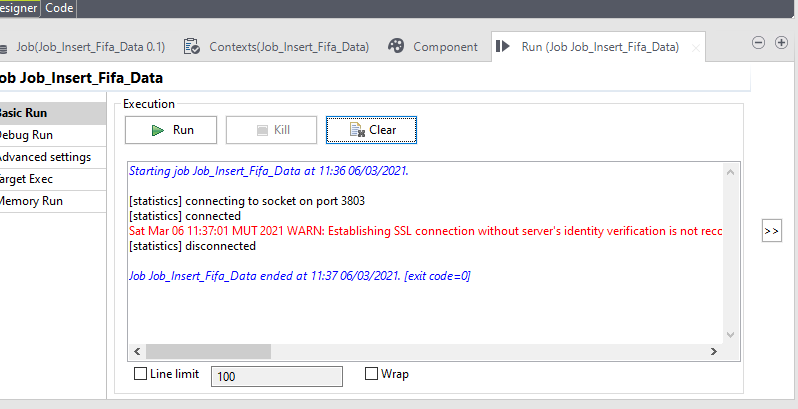 esigner Code
Job(Job_Insert_Fifa_Data 0.1) Contexts(Job_Insert_Fifa_Data) Component Run (Job Job_Insert_Fifa_Data)
ob Job_Insert_Fifa_Data
Basic Run
Debug Run
Advanced settings
Target Exec
Memory Run
Execution
Run Kill Clear
Starting job Job_Insert_Fifa_Data at 11:36 06/03/2021.
[statistics] connecting to socket on port 3803
[statistics] connected
Sat Mar 06 11:37:01 MUT 2021 WARN: Establishing SSL connection without server's identity verification is not reco
[statistics] disconnected
Job Job_Insert_Fifa_Data ended at 11:37 06/03/2021. [exit code=0]
>>
Line limit 100 Wrap